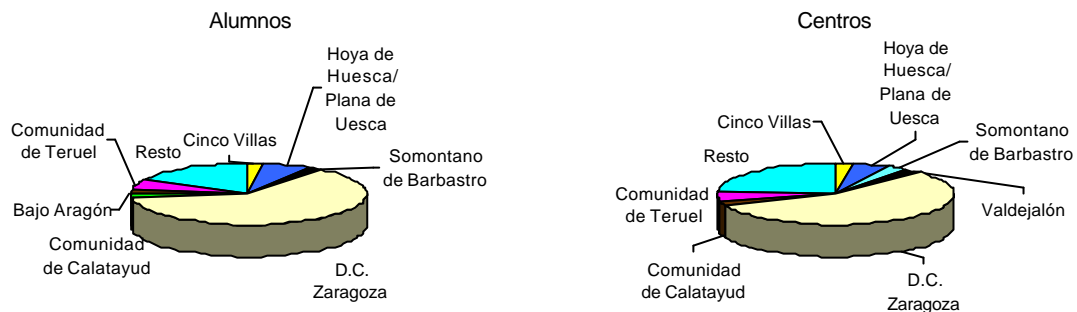 Alumnos
Hoya de
Huesca/
Plana de
Uesca
Cinco Villas
Comunidad
de Teruel
Resto
Somontano
de Barbastro
Bajo Aragón
Comunidad
de Calatayud
D.C.
Zaragoza
Centros
Hoya de
Huesca/
Plana de
Uesca
Cinco Villas
Somontano
de Barbastro
Resto
Comunidad
de Teruel
Valdejalón
Comunidad
de Calatayud
D.C.
Zaragoza